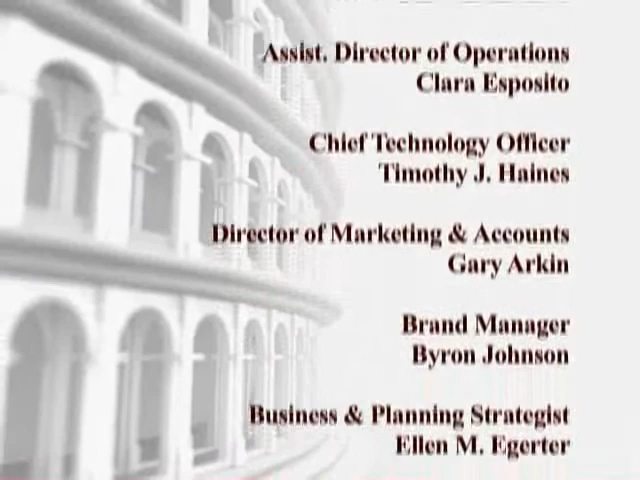 Assist. Director of Operations
Clara Esposito
Chief Technology Officer
Timothy J. Haines
Director of Marketing & Accounts
Gary Arkin
Brand Manager
Byron Johnson
Business & Planning Strategist
Ellen M. Egerter